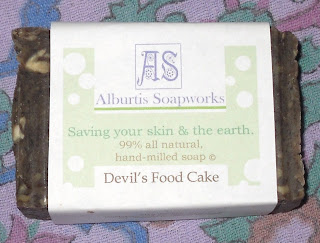 AS
Alburtis Soapworks
Saving your skin & the earth.
99% all natural,
hand-milled soap ©
Devil's Food Cake